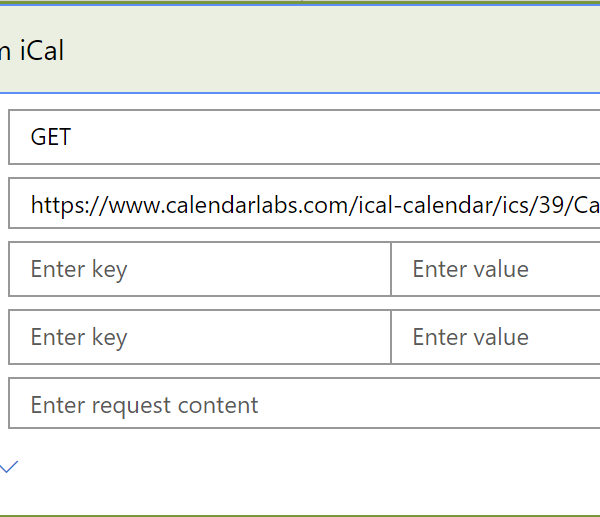 m iCal
GET
https://www.calendarlabs.com/ical-calendar/ics/39/Ca
Enter key Enter value
Enter key Enter value
Enter request content